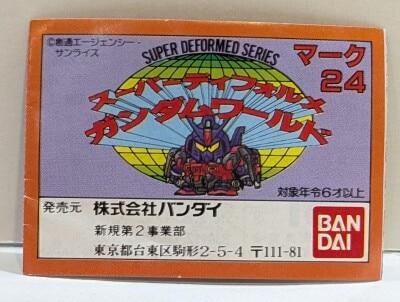 ©創通エージェンシー・
サンライズ
SUPER DEFORMED SERIES
マーク
24
スーパーディフォルメ
ガンダムワールド
対象年令6才以上
発売元 株式会社バンダイ
新規第2事業部
東京都台東区駒形2-5-4 〒111-81
BAN
DAI